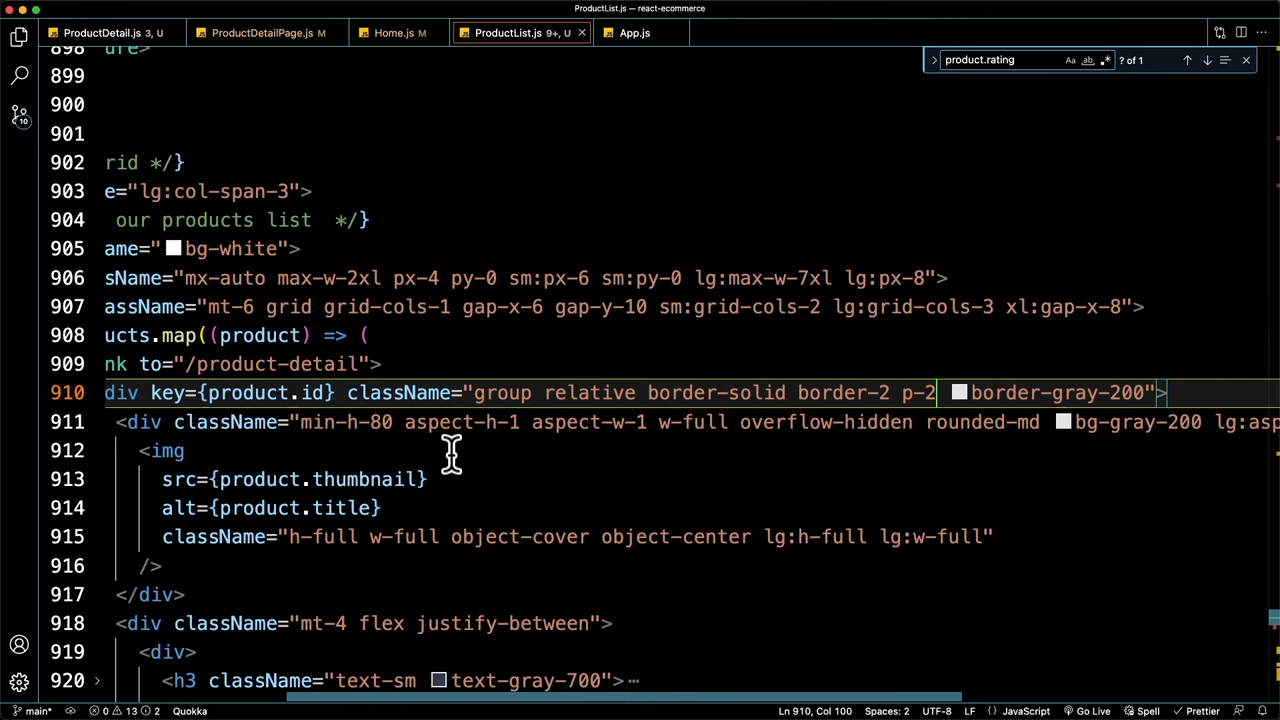 ProductList.js — react-ecommerce
ProductDetail.js 3, U
ProductDetailPage.js M
Home.js M
ProductList.js 9+, U
App.js
product.rating
Aa ab .* ? of 1
898 ure>
899
900
901
902 rid */}
903 e="lg:col-span-3">
904 our products list */}
905 ame="bg-white">
906 sName="mx-auto max-w-2xl px-4 py-0 sm:px-6 sm:py-0 lg:max-w-7xl lg:px-8">
907 assName="mt-6 grid grid-cols-1 gap-x-6 gap-y-10 sm:grid-cols-2 lg:grid-cols-3 xl:gap-x-8">
908 ucts.map((product) => (
909 nk to="/product-detail">
910 div key={product.id} className="group relative border-solid border-2 p-2 border-gray-200">
911 <div className="min-h-80 aspect-h-1 aspect-w-1 w-full overflow-hidden rounded-md bg-gray-200 lg:asp
912 <img
913 src={product.thumbnail}
914 alt={product.title}
915 className="h-full w-full object-cover object-center lg:h-full lg:w-full"
916 />
917 </div>
918 <div className="mt-4 flex justify-between">
919 <div>
920 <h3 className="text-sm text-gray-700">⋯
10
main* 0 13 2 Quokka Ln 910, Col 100 Spaces: 2 UTF-8 LF {} JavaScript Go Live Spell Prettier